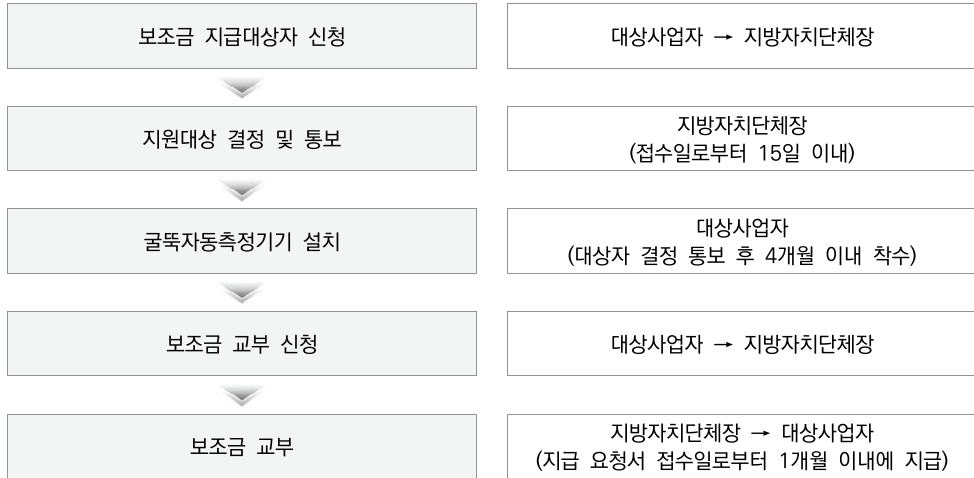 보조금 지급대상자 신청
대상사업자 → 지방자치단체장
지원대상 결정 및 통보
지방자치단체장
(접수일로부터 15일 이내)
굴뚝자동측정기기 설치
대상사업자
(대상자 결정 통보 후 4개월 이내 착수)
보조금 교부 신청
대상사업자 → 지방자치단체장
보조금 교부
지방자치단체장 → 대상사업자
(지급 요청서 접수일로부터 1개월 이내에 지급)